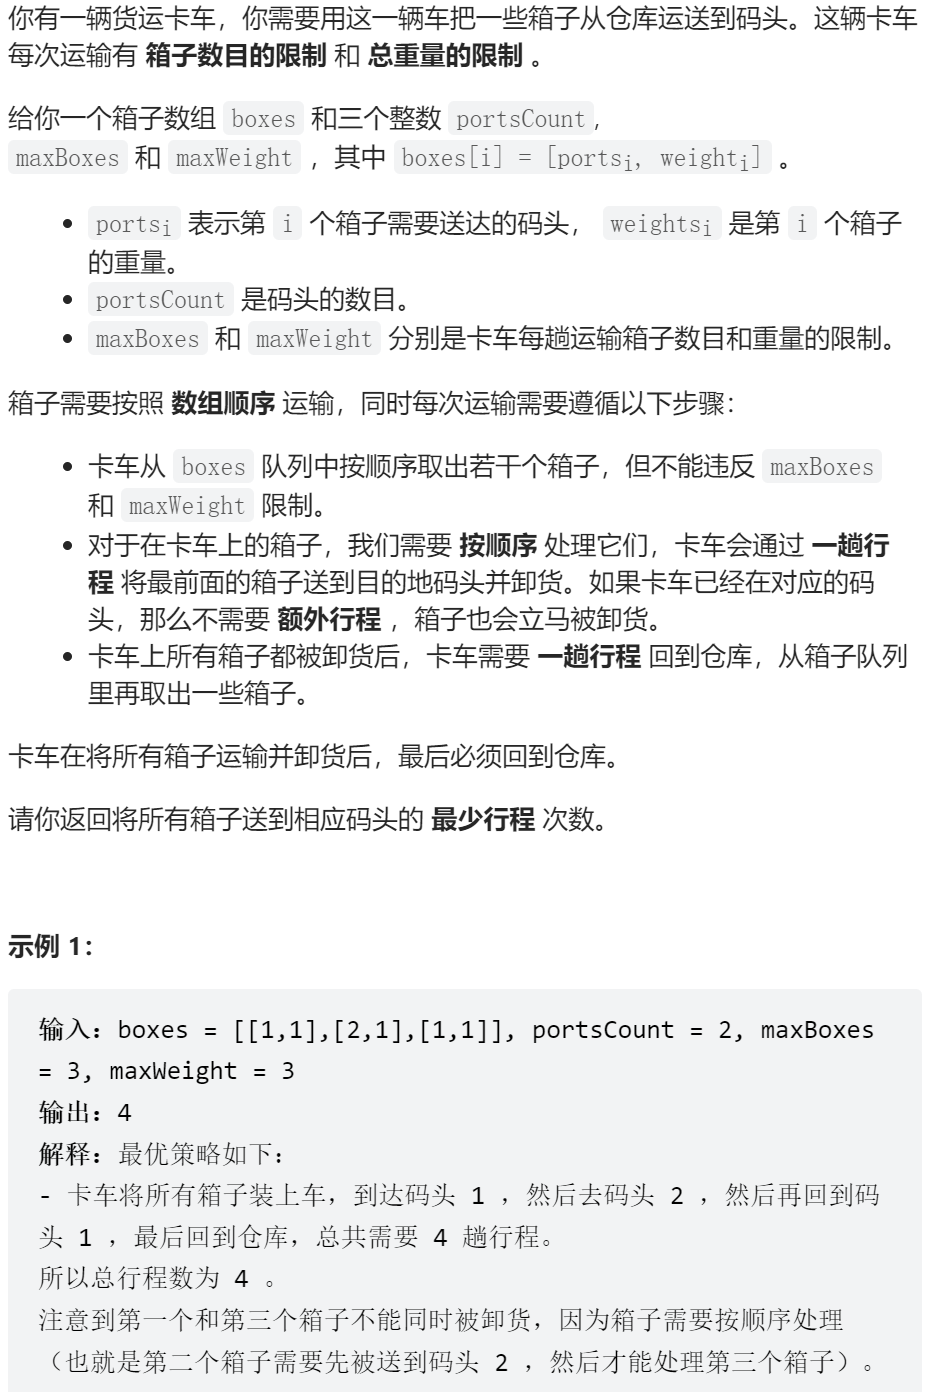 你有一辆货运卡车，你需要用这一辆车把一些箱子从仓库运送到码头。这辆卡车
每次运输有 箱子数目的限制 和 总重量的限制 。
给你一个箱子数组 boxes 和三个整数 portsCount,
maxBoxes 和 maxWeight ，其中 boxes[i] = [portsᵢ, weightᵢ] 。
• portsᵢ 表示第 i 个箱子需要送达的码头， weightsᵢ 是第 i 个箱子
的重量。
• portsCount 是码头的数目。
• maxBoxes 和 maxWeight 分别是卡车每趟运输箱子数目和重量的限制。
箱子需要按照 数组顺序 运输，同时每次运输需要遵循以下步骤：
• 卡车从 boxes 队列中按顺序取出若干个箱子，但不能违反 maxBoxes
和 maxWeight 限制。
• 对于在卡车上的箱子，我们需要 按顺序 处理它们，卡车会通过 一趟行
程 将最前面的箱子送到目的地码头并卸货。如果卡车已经在对应的码
头，那么不需要 额外行程 ，箱子也会立马被卸货。
• 卡车上所有箱子都被卸货后，卡车需要 一趟行程 回到仓库，从箱子队列
里再取出一些箱子。
卡车在将所有箱子运输并卸货后，最后必须回到仓库。
请你返回将所有箱子送到相应码头的 最少行程 次数。
示例 1：
输入：boxes = [[1,1],[2,1],[1,1]], portsCount = 2, maxBoxes
= 3, maxWeight = 3
输出：4
解释：最优策略如下：
- 卡车将所有箱子装上车，到达码头 1 ，然后去码头 2 ，然后再回到码
头 1 ，最后回到仓库，总共需要 4 趟行程。
所以总行程数为 4 。
注意到第一个和第三个箱子不能同时被卸货，因为箱子需要按顺序处理
（也就是第二个箱子需要先被送到码头 2 ，然后才能处理第三个箱子）。